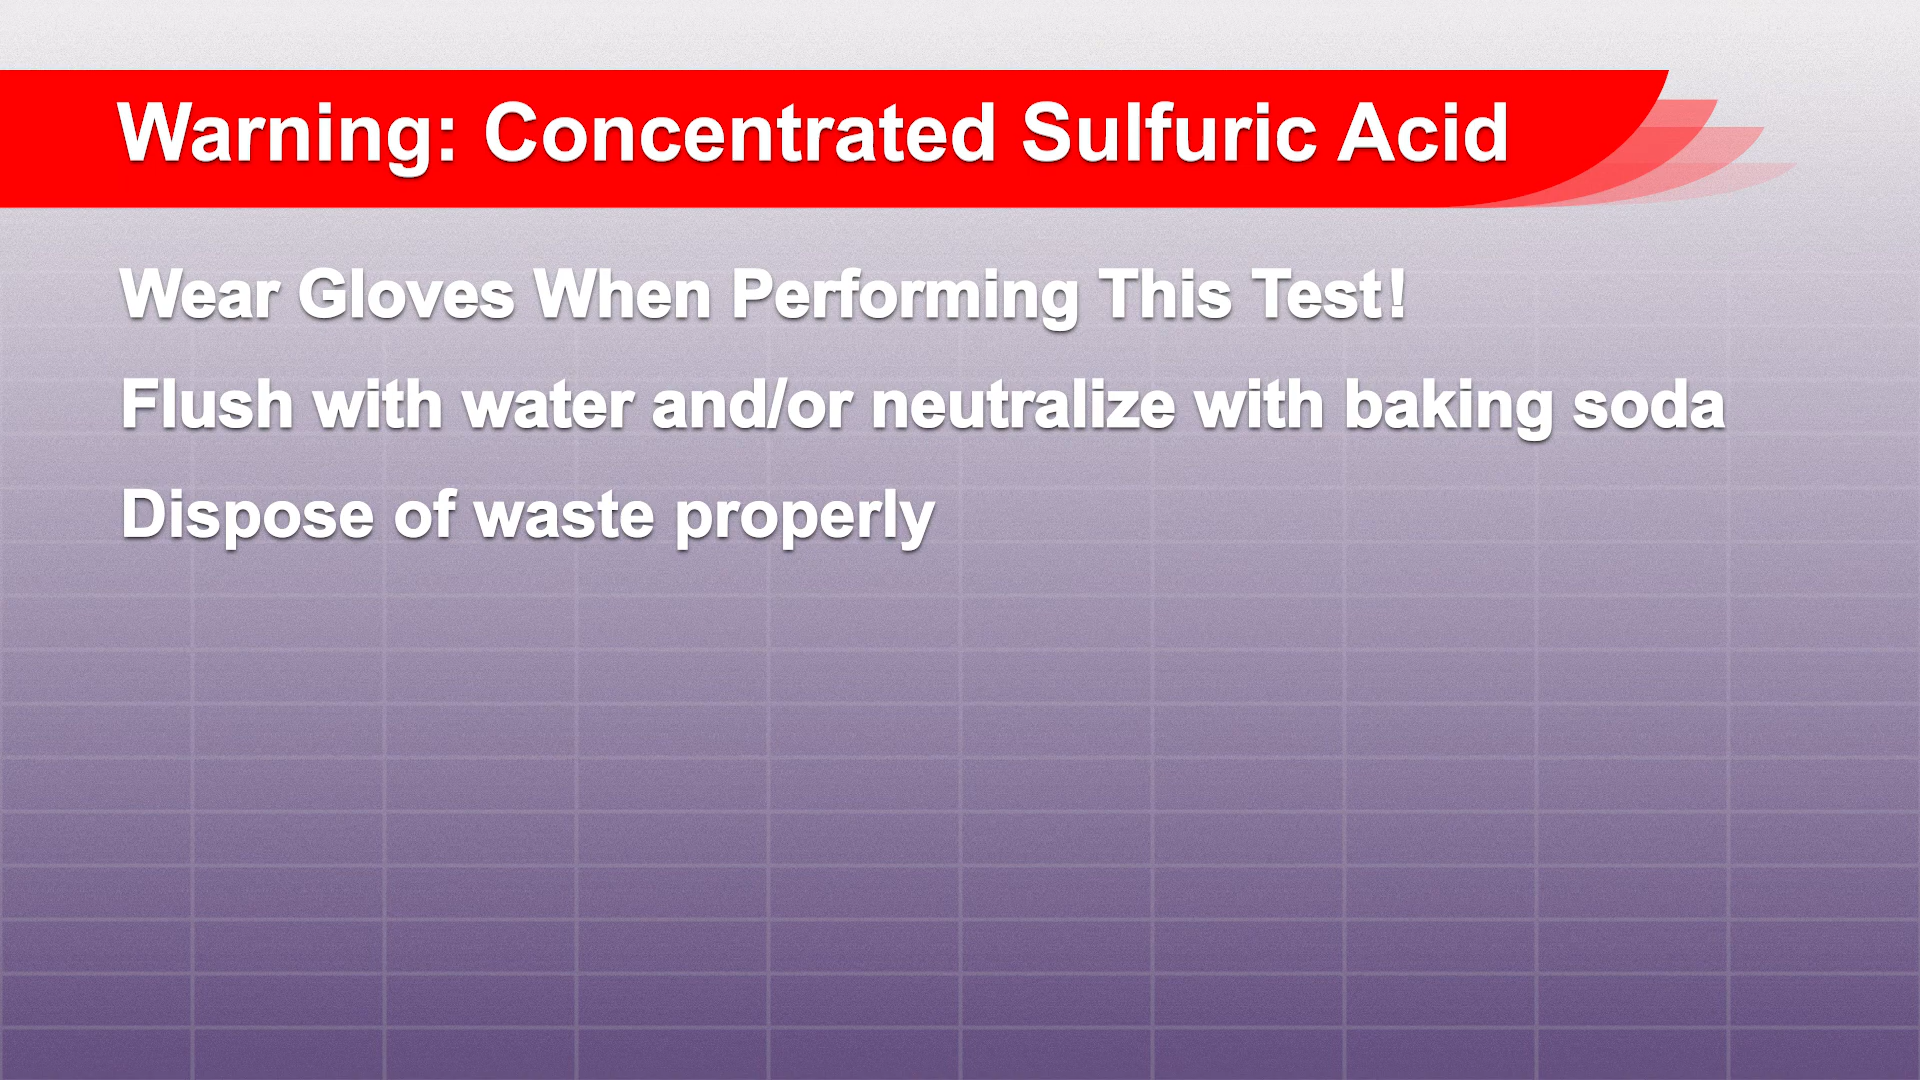 Warning: Concentrated Sulfuric Acid
Wear Gloves When Performing This Test!
Flush with water and/or neutralize with baking soda
Dispose of waste properly